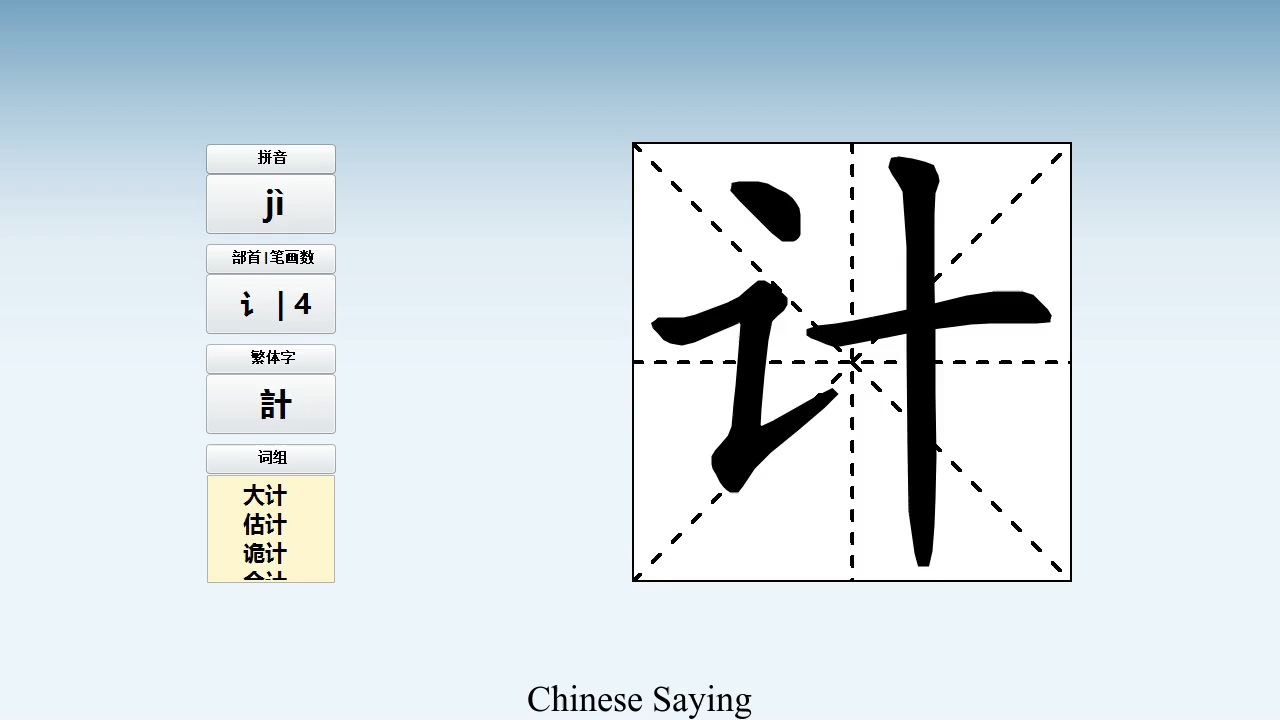 拼音
jì
部首|笔画数
讠 | 4
繁体字
計
词组
大计
估计
诡计
计
Chinese Saying